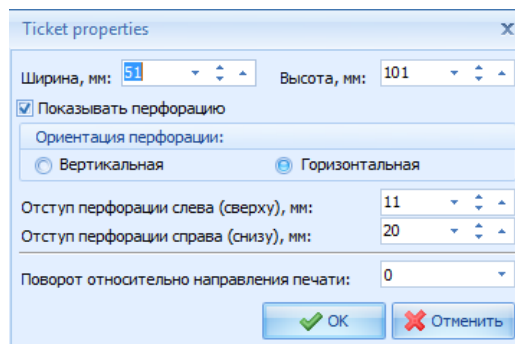 Ticket properties
x
Ширина, мм: 51 Высота, мм: 101
Показывать перфорацию
Ориентация перфорации:
Вертикальная Горизонтальная
Отступ перфорации слева (сверху), мм: 11
Отступ перфорации справа (снизу), мм: 20
Поворот относительно направления печати: 0
ОК Отменить